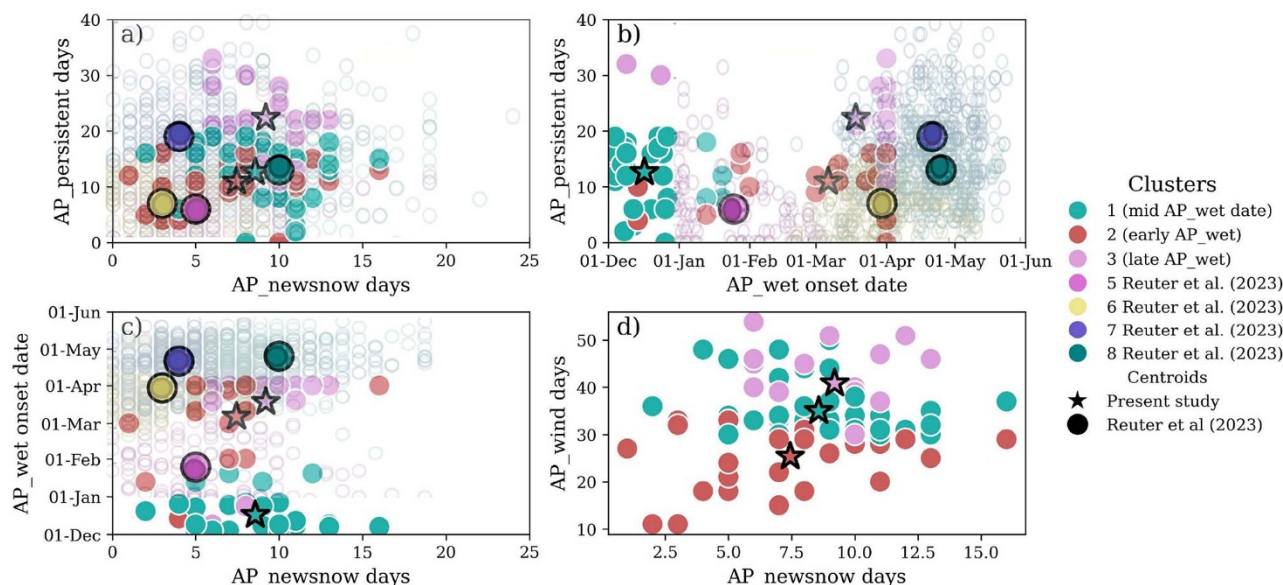 40
30
20
10
0
AP_persistent days
a)
0
5
10
15
20
25
AP_newsnow days
40
30
20
10
0
AP_persistent days
b)
01-Dec
01-Jan
01-Feb
01-Mar
01-Apr
01-May
01-Jun
AP_wet onset date
01-Jun
01-May
01-Apr
01-Mar
01-Feb
01-Jan
01-Dec
AP_wet onset date
c)
0
5
10
15
20
25
AP_newsnow days
50
40
30
20
10
AP_wind days
d)
2.5
5.0
7.5
10.0
12.5
15.0
AP_newsnow days
Clusters
1 (mid AP_wet date)
2 (early AP_wet)
3 (late AP_wet)
5 Reuter et al. (2023)
6 Reuter et al. (2023)
7 Reuter et al. (2023)
8 Reuter et al. (2023)
Centroids
Present study
Reuter et al (2023)